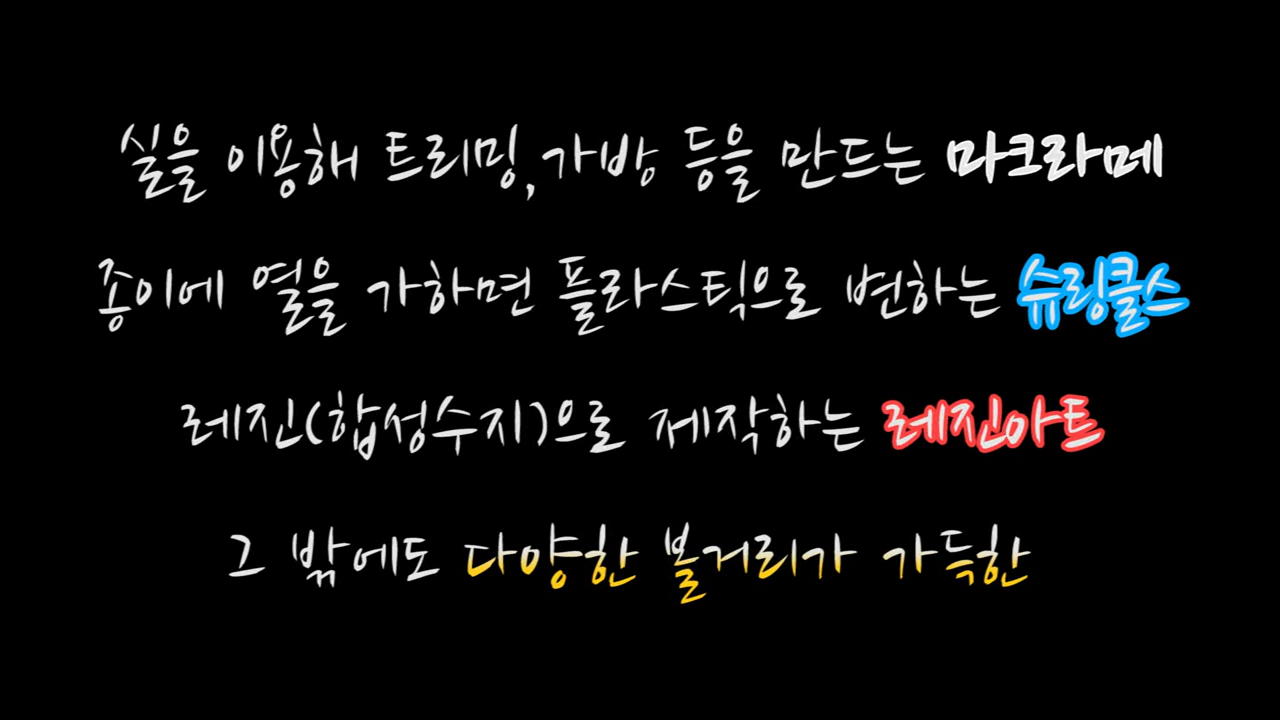 실을 이용해 트리밍,가방 등을 만드는 마크라메
종이에 열을 가하면 플라스틱으로 변하는 슈링클스
레진(합성수지)으로 제작하는 레진아트
그 밖에도 다양한 볼거리가 가득한